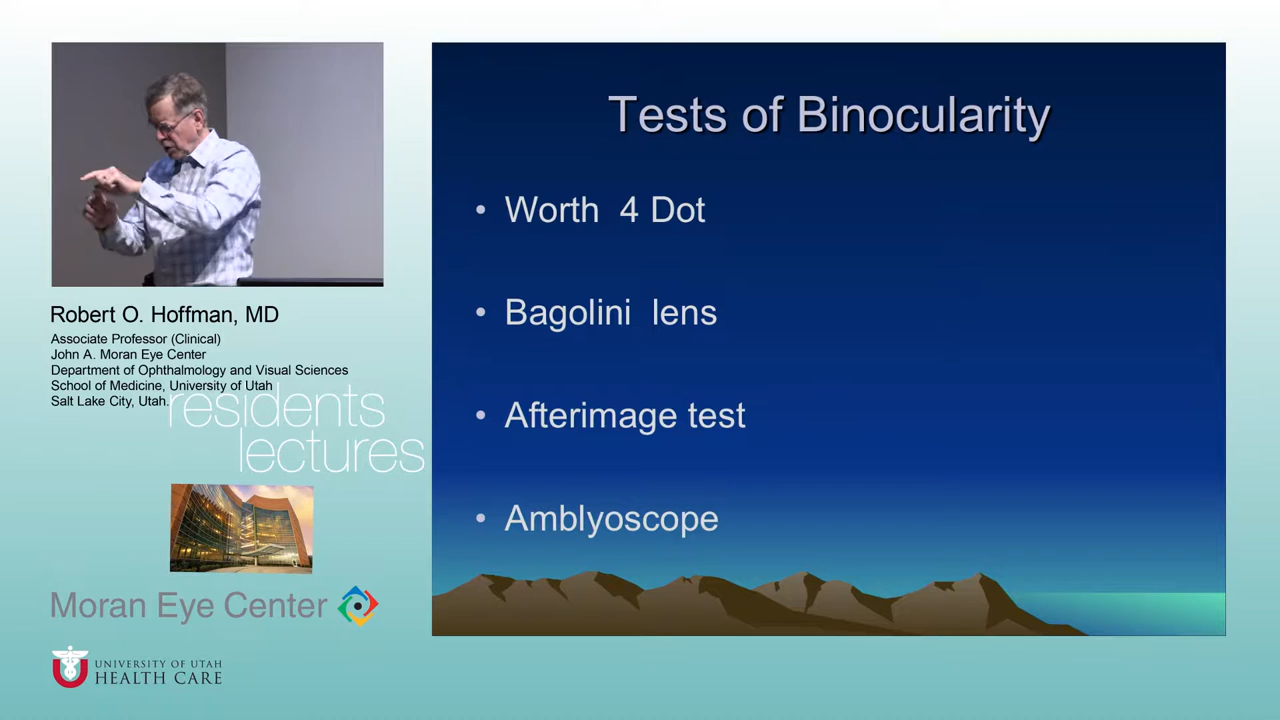 Tests of Binocularity
• Worth 4 Dot
• Bagolini lens
• Afterimage test
• Amblyoscope
Robert O. Hoffman, MD
Associate Professor (Clinical)
John A. Moran Eye Center
Department of Ophthalmology and Visual Sciences
School of Medicine, University of Utah
Salt Lake City, Utah.
residents
lectures
Moran Eye Center
UNIVERSITY OF UTAH
HEALTH CARE